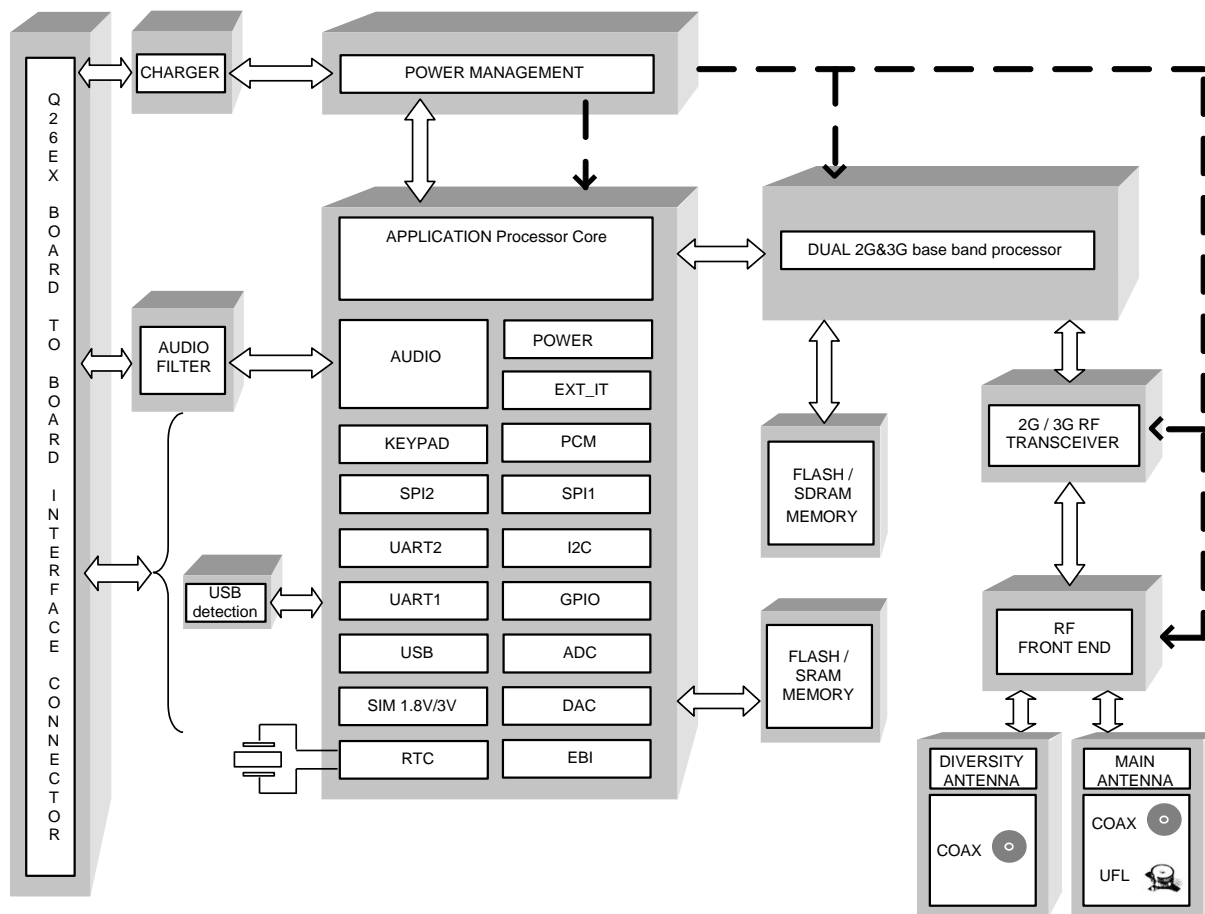 Q26EX BOARD TO BOARD INTERFACE CONNECTOR
CHARGER
POWER MANAGEMENT
APPLICATION Processor Core
DUAL 2G&3G base band processor
AUDIO
FILTER
AUDIO
POWER
EXT_IT
KEYPAD
PCM
SPI2
SPI1
UART2
I2C
UART1
GPIO
USB
ADC
SIM 1.8V/3V
DAC
RTC
EBI
USB
detection
FLASH /
SDRAM
MEMORY
FLASH /
SRAM
MEMORY
2G / 3G RF
TRANSCEIVER
RF
FRONT END
DIVERSITY
ANTENNA
COAX
MAIN
ANTENNA
COAX
UFL